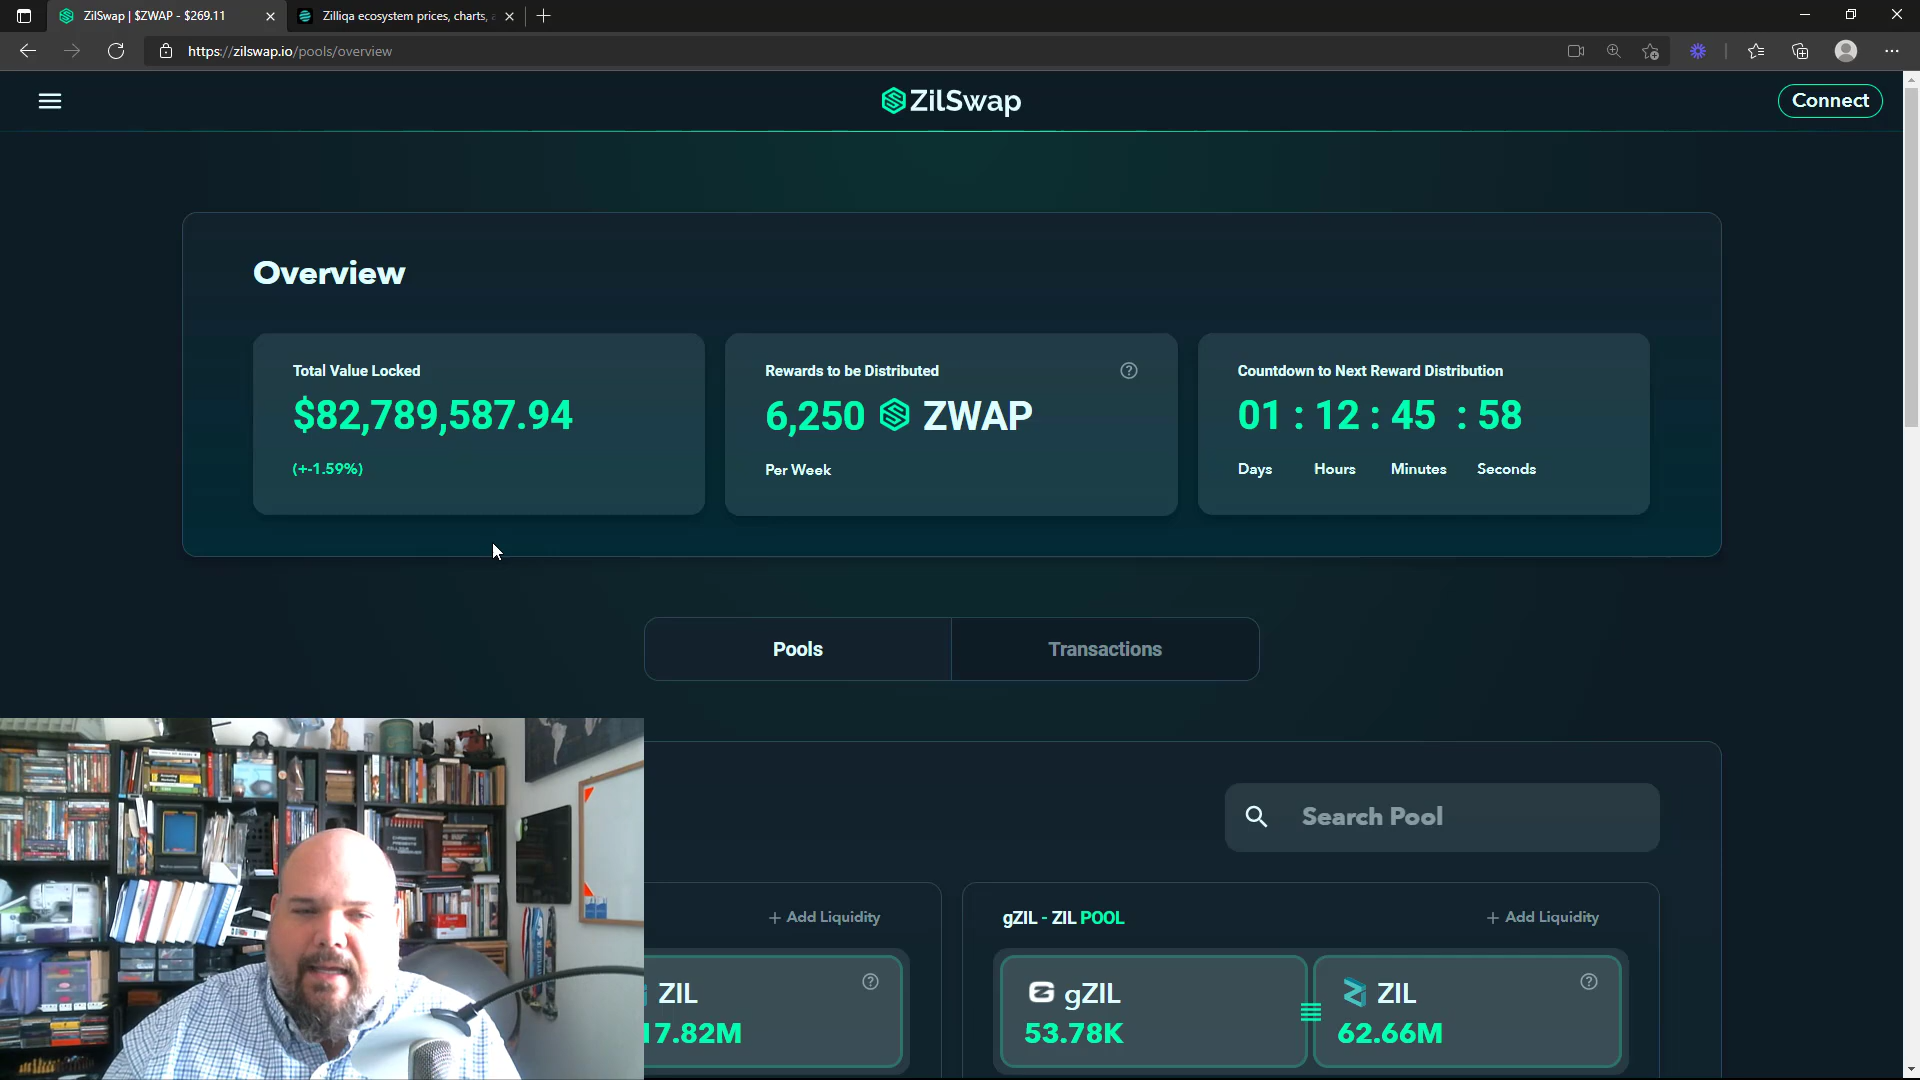 ZilSwap | $ZWAP - $269.11
Zilliqa ecosystem prices, charts,
https://zilswap.io/pools/overview
ZilSwap
Connect
Overview
Total Value Locked
$82,789,587.94
(+-1.59%)
Rewards to be Distributed
6,250 ZWAP
Per Week
Countdown to Next Reward Distribution
01 : 12 : 45 : 58
Days Hours Minutes Seconds
Pools
Transactions
Search Pool
+ Add Liquidity
ZIL
17.82M
gZIL - ZIL POOL
+ Add Liquidity
gZIL
53.78K
ZIL
62.66M